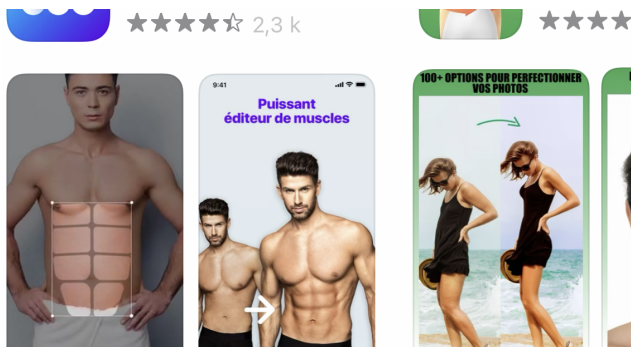 2,3 k
9:41
Puissant
éditeur de muscles
100+ OPTIONS POUR PERFECTIONNER
VOS PHOTOS